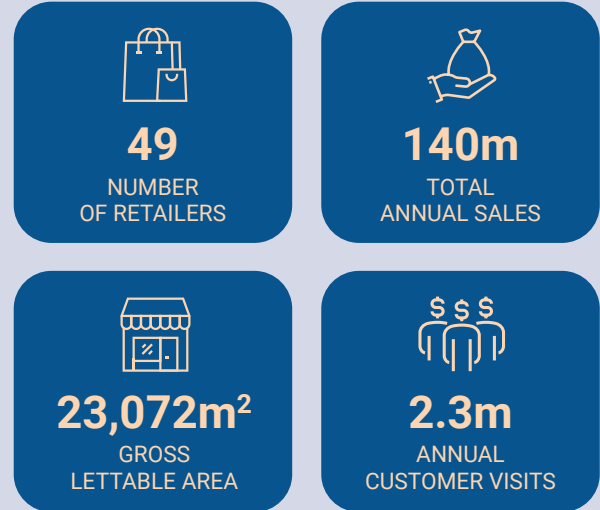 49
NUMBER
OF RETAILERS
140m
TOTAL
ANNUAL SALES
23,072m²
GROSS
LETTABLE AREA
$ $ $
2.3m
ANNUAL
CUSTOMER VISITS